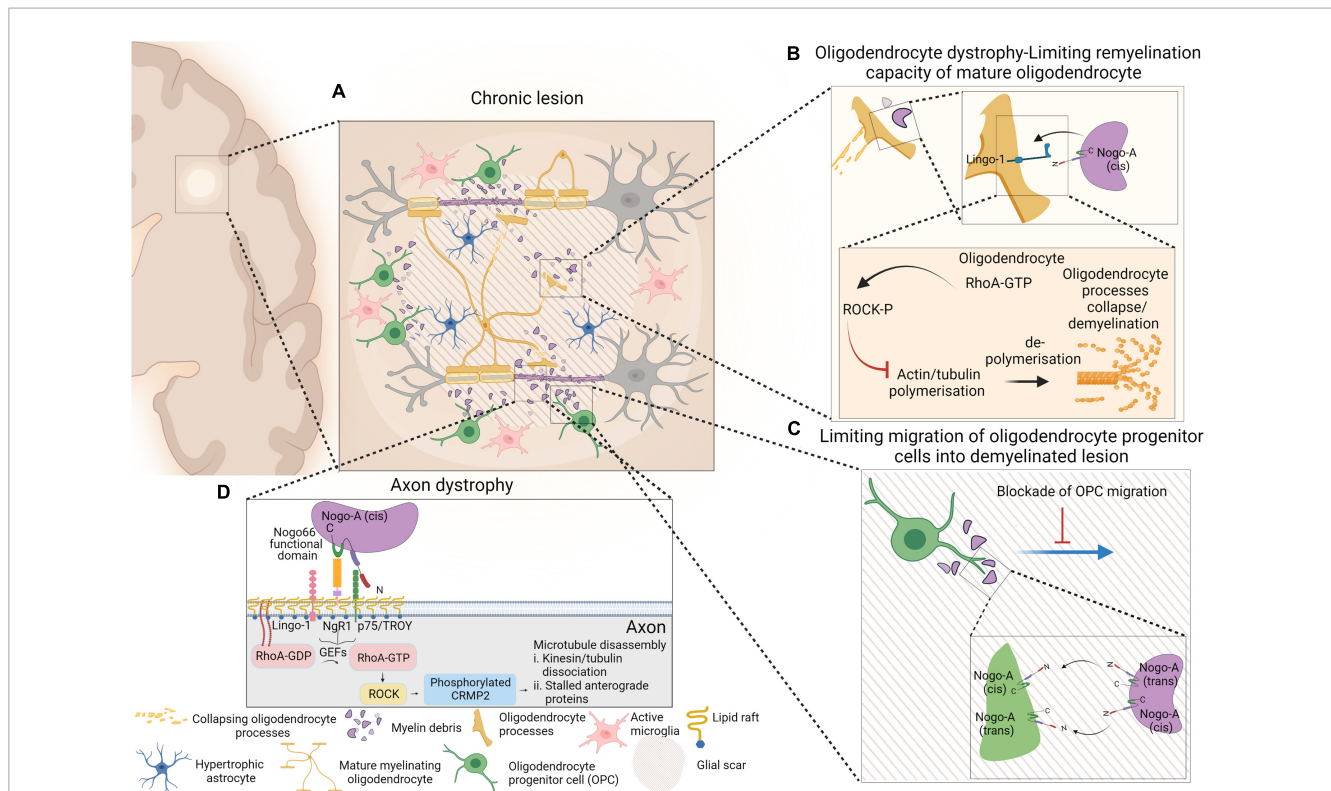 A
Chronic lesion
B
Oligodendrocyte dystrophy-Limiting remyelination
capacity of mature oligodendrocyte
Lingo-1
N
C
Nogo-A
(cis)
Oligodendrocyte
RhoA-GTP
ROCK-P
Actin/tubulin
polymerisation
de-
polymerisation
Oligodendrocyte
processes
collapse/
demyelination
C
Limiting migration of oligodendrocyte progenitor
cells into demyelinated lesion
Blockade of OPC migration
Nogo-A
(cis)
N
C
Nogo-A
(trans)
C
N
N
C
Nogo-A
(trans)
C
N
Nogo-A
(cis)
D
Axon dystrophy
Nogo-A (cis)
C
Nogo66
functional
domain
N
Lingo-1
NgR1
p75/TROY
Axon
RhoA-GDP
GEFs
RhoA-GTP
ROCK
Phosphorylated
CRMP2
Microtubule disassembly
i. Kinesin/tubulin
dissociation
ii. Stalled anterograde
proteins
Collapsing oligodendrocyte
processes
Myelin debris
Oligodendrocyte
processes
Active
microglia
Lipid raft
Hypertrophic
astrocyte
Mature myelinating
oligodendrocyte
Oligodendrocyte
progenitor cell (OPC)
Glial scar